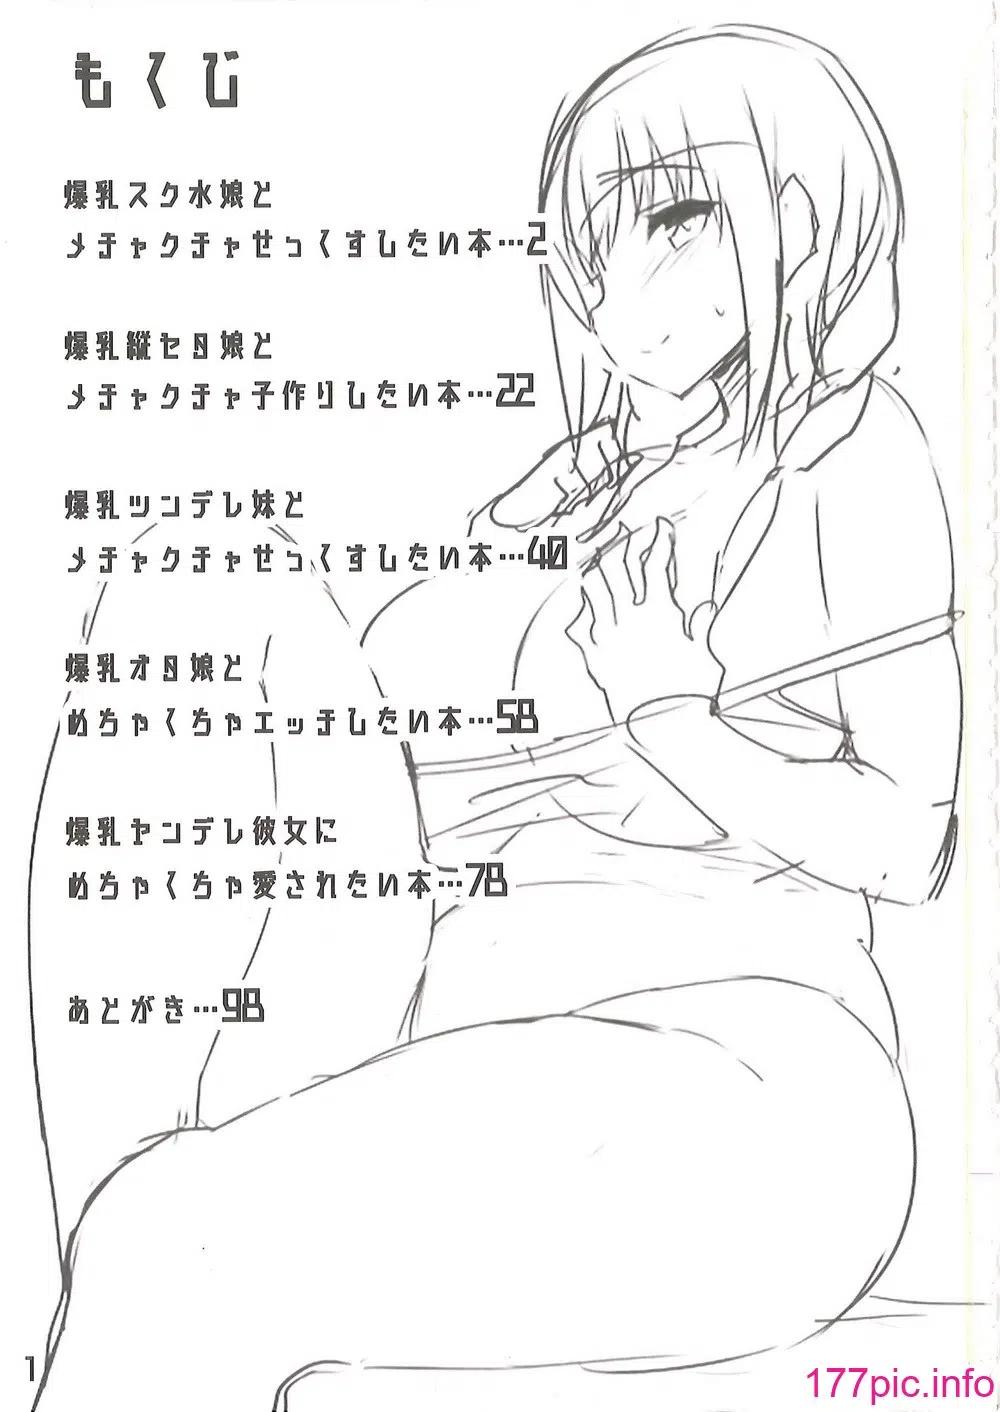 もくじ
爆乳スク水娘と
メチャクチャせっくすしたい本…2
爆乳縦セタ娘と
メチャクチャ子作りしたい本…22
爆乳ツンデレ妹と
メチャクチャせっくすしたい本…40
爆乳オタ娘と
めちゃくちゃエッチしたい本…58
爆乳ヤンデレ彼女に
めちゃくちゃ愛されたい本…78
あとがき…98
1
177pic.info